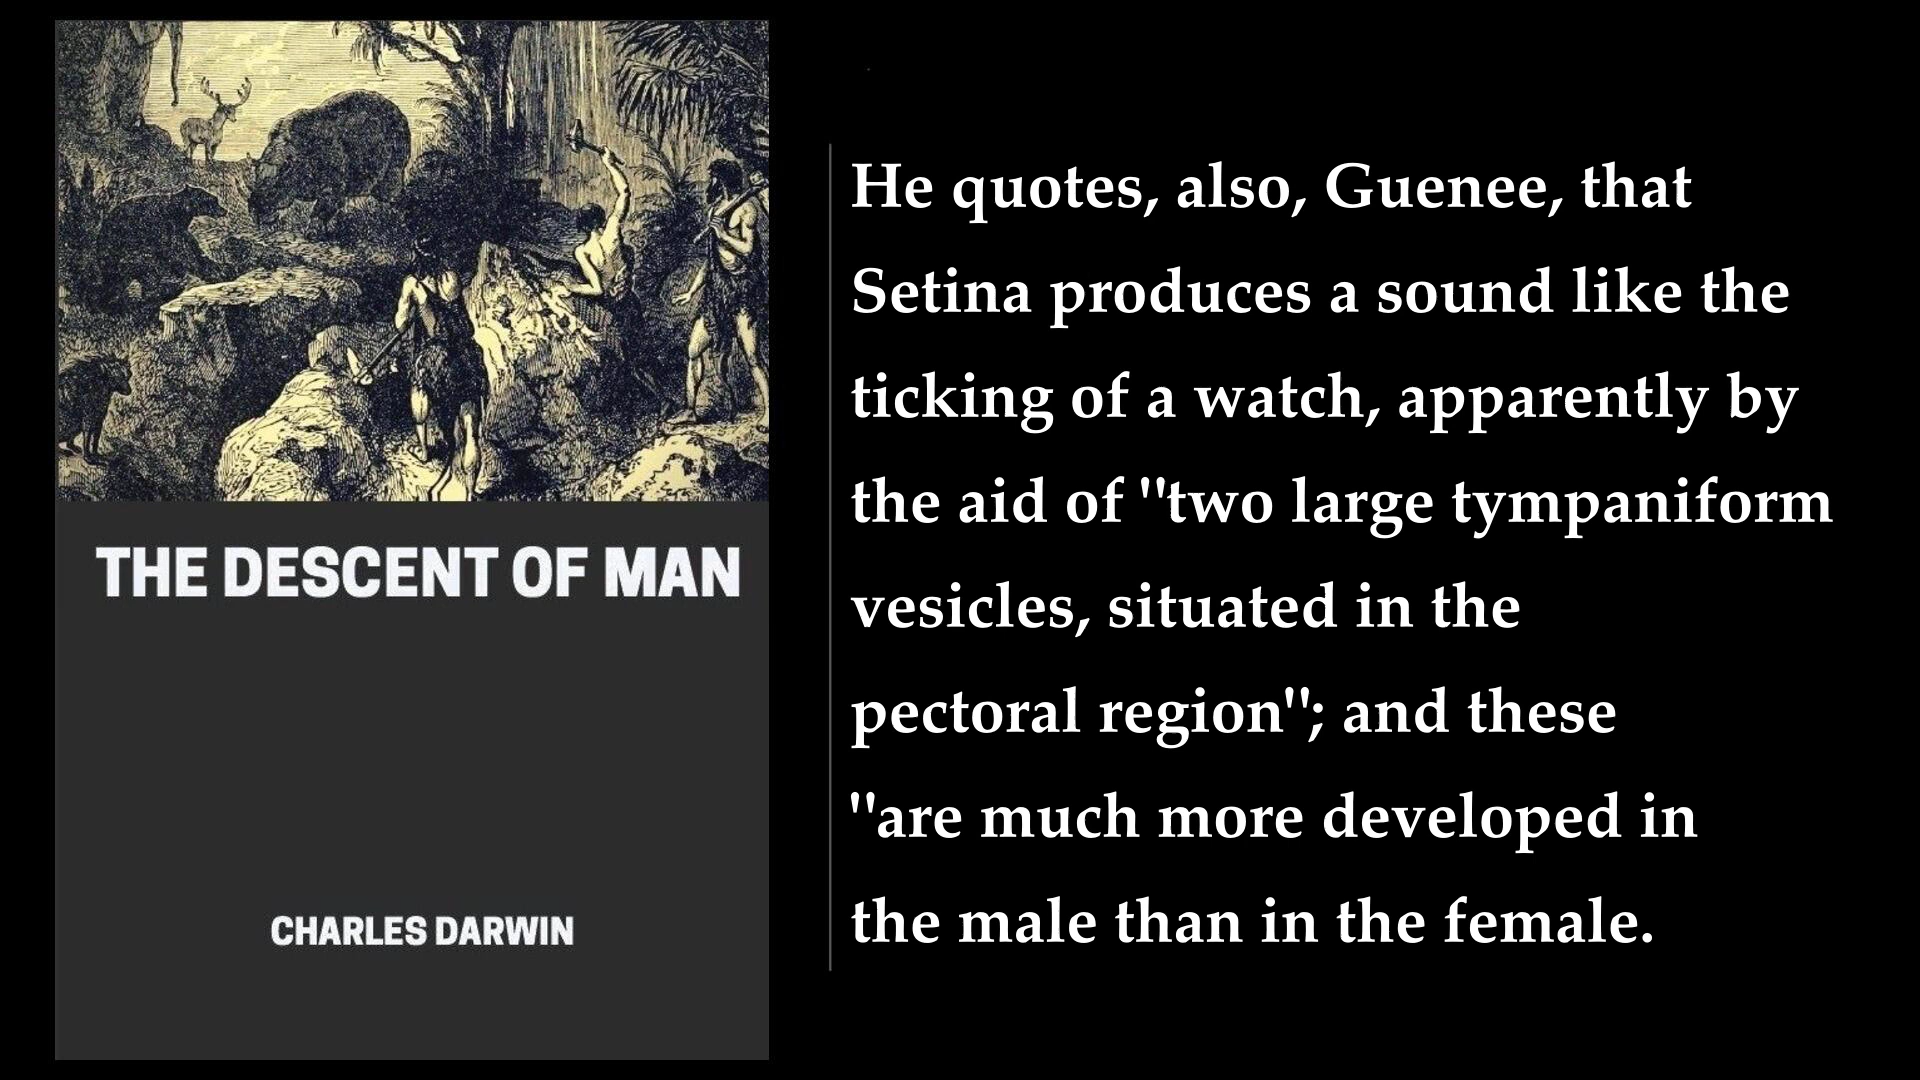 THE DESCENT OF MAN
CHARLES DARWIN
He quotes, also, Guenee, that
Setina produces a sound like the
ticking of a watch, apparently by
the aid of "two large tympaniform
vesicles, situated in the
pectoral region"; and these
"are much more developed in
the male than in the female.